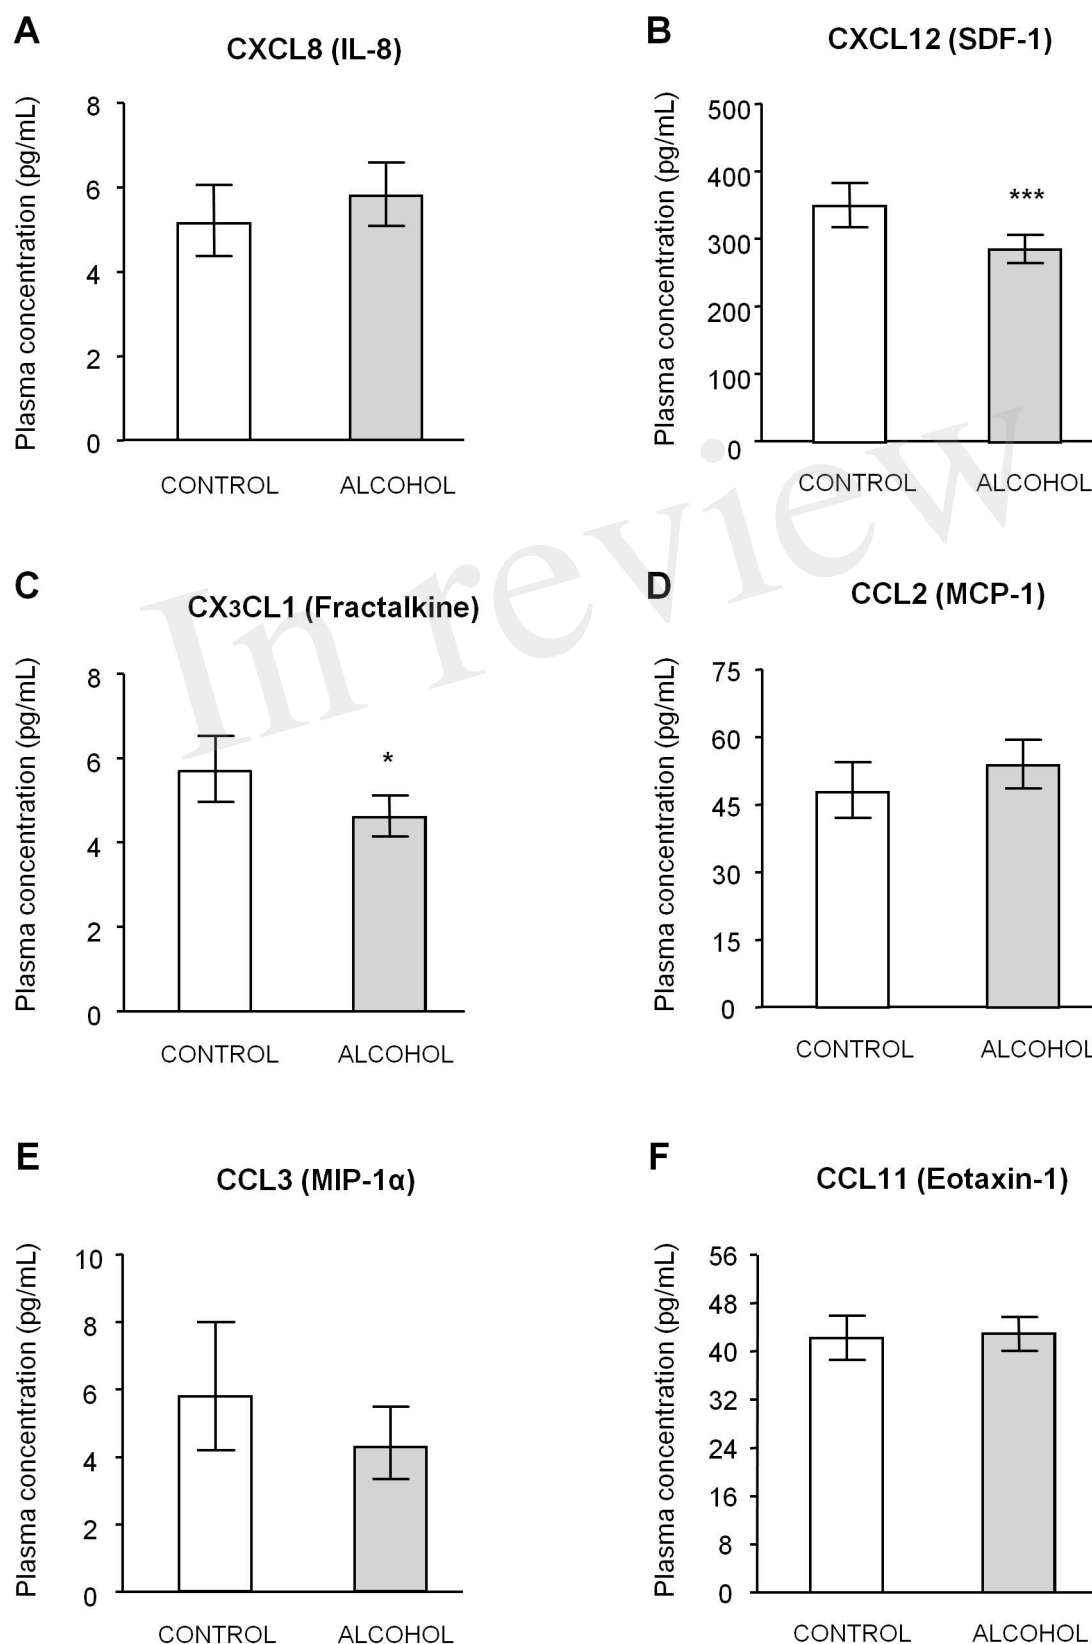 A
CXCL8 (IL-8)
Plasma concentration (pg/mL)
8
6
4
2
0
CONTROL ALCOHOL
B
CXCL12 (SDF-1)
Plasma concentration (pg/mL)
500
400
300
200
100
0
***
CONTROL ALCOHOL
C
CX3CL1 (Fractalkine)
Plasma concentration (pg/mL)
8
6
4
2
0
*
CONTROL ALCOHOL
D
CCL2 (MCP-1)
Plasma concentration (pg/mL)
75
60
45
30
15
0
CONTROL ALCOHOL
E
CCL3 (MIP-1α)
Plasma concentration (pg/mL)
10
8
6
4
2
0
CONTROL ALCOHOL
F
CCL11 (Eotaxin-1)
Plasma concentration (pg/mL)
56
48
40
32
24
16
8
0
CONTROL ALCOHOL
In review